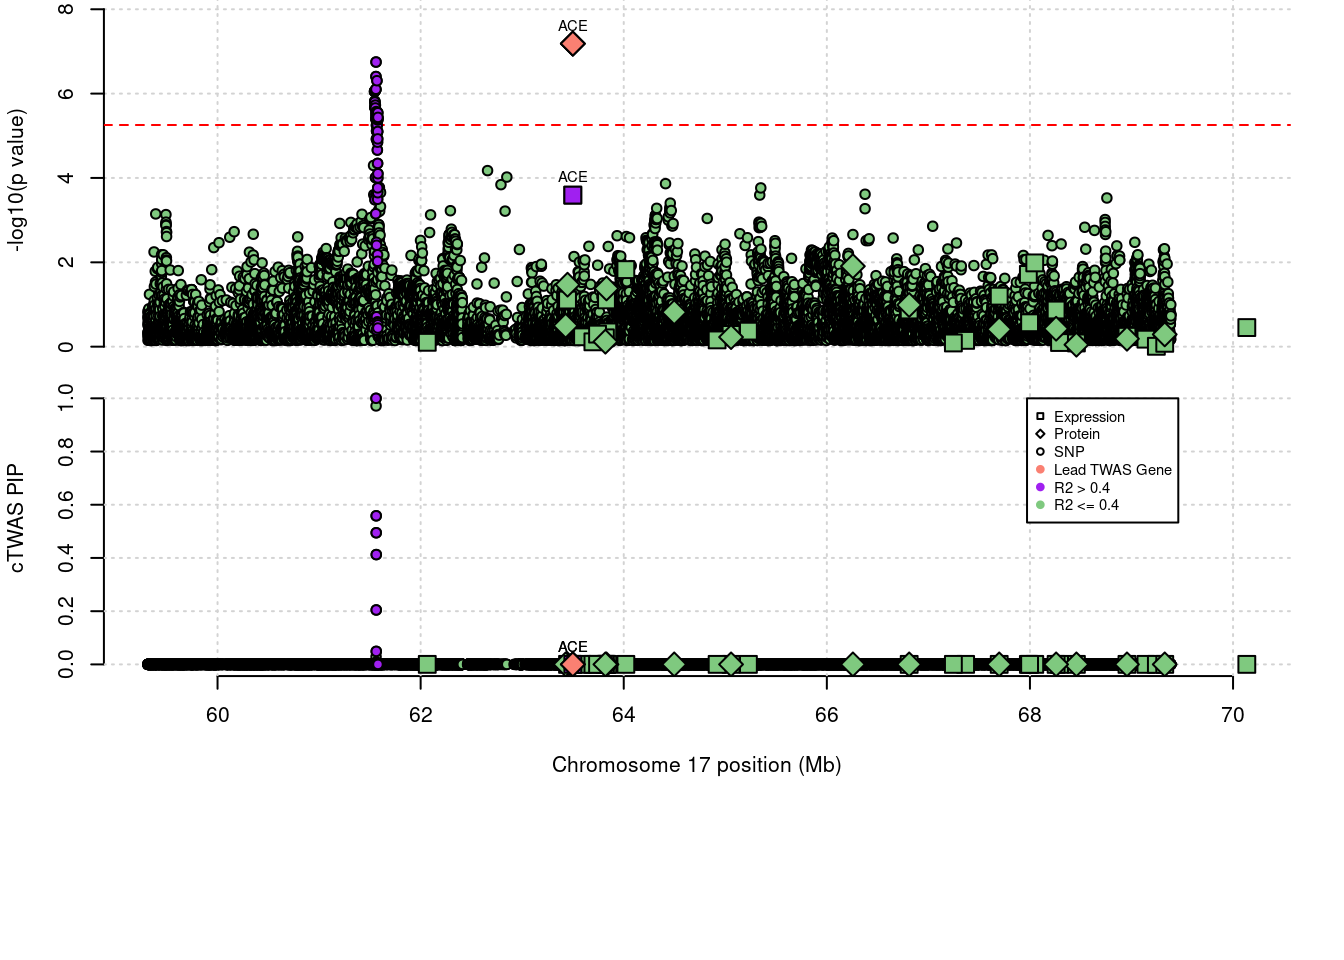 8
ACE
6
4
ACE
2
0
-log10(p value)
1.0
0.8
0.6
0.4
0.2
0.0
cTWAS PIP
Expression
Protein
SNP
Lead TWAS Gene
R2 > 0.4
R2 <= 0.4
ACE
60 62 64 66 68 70
Chromosome 17 position (Mb)